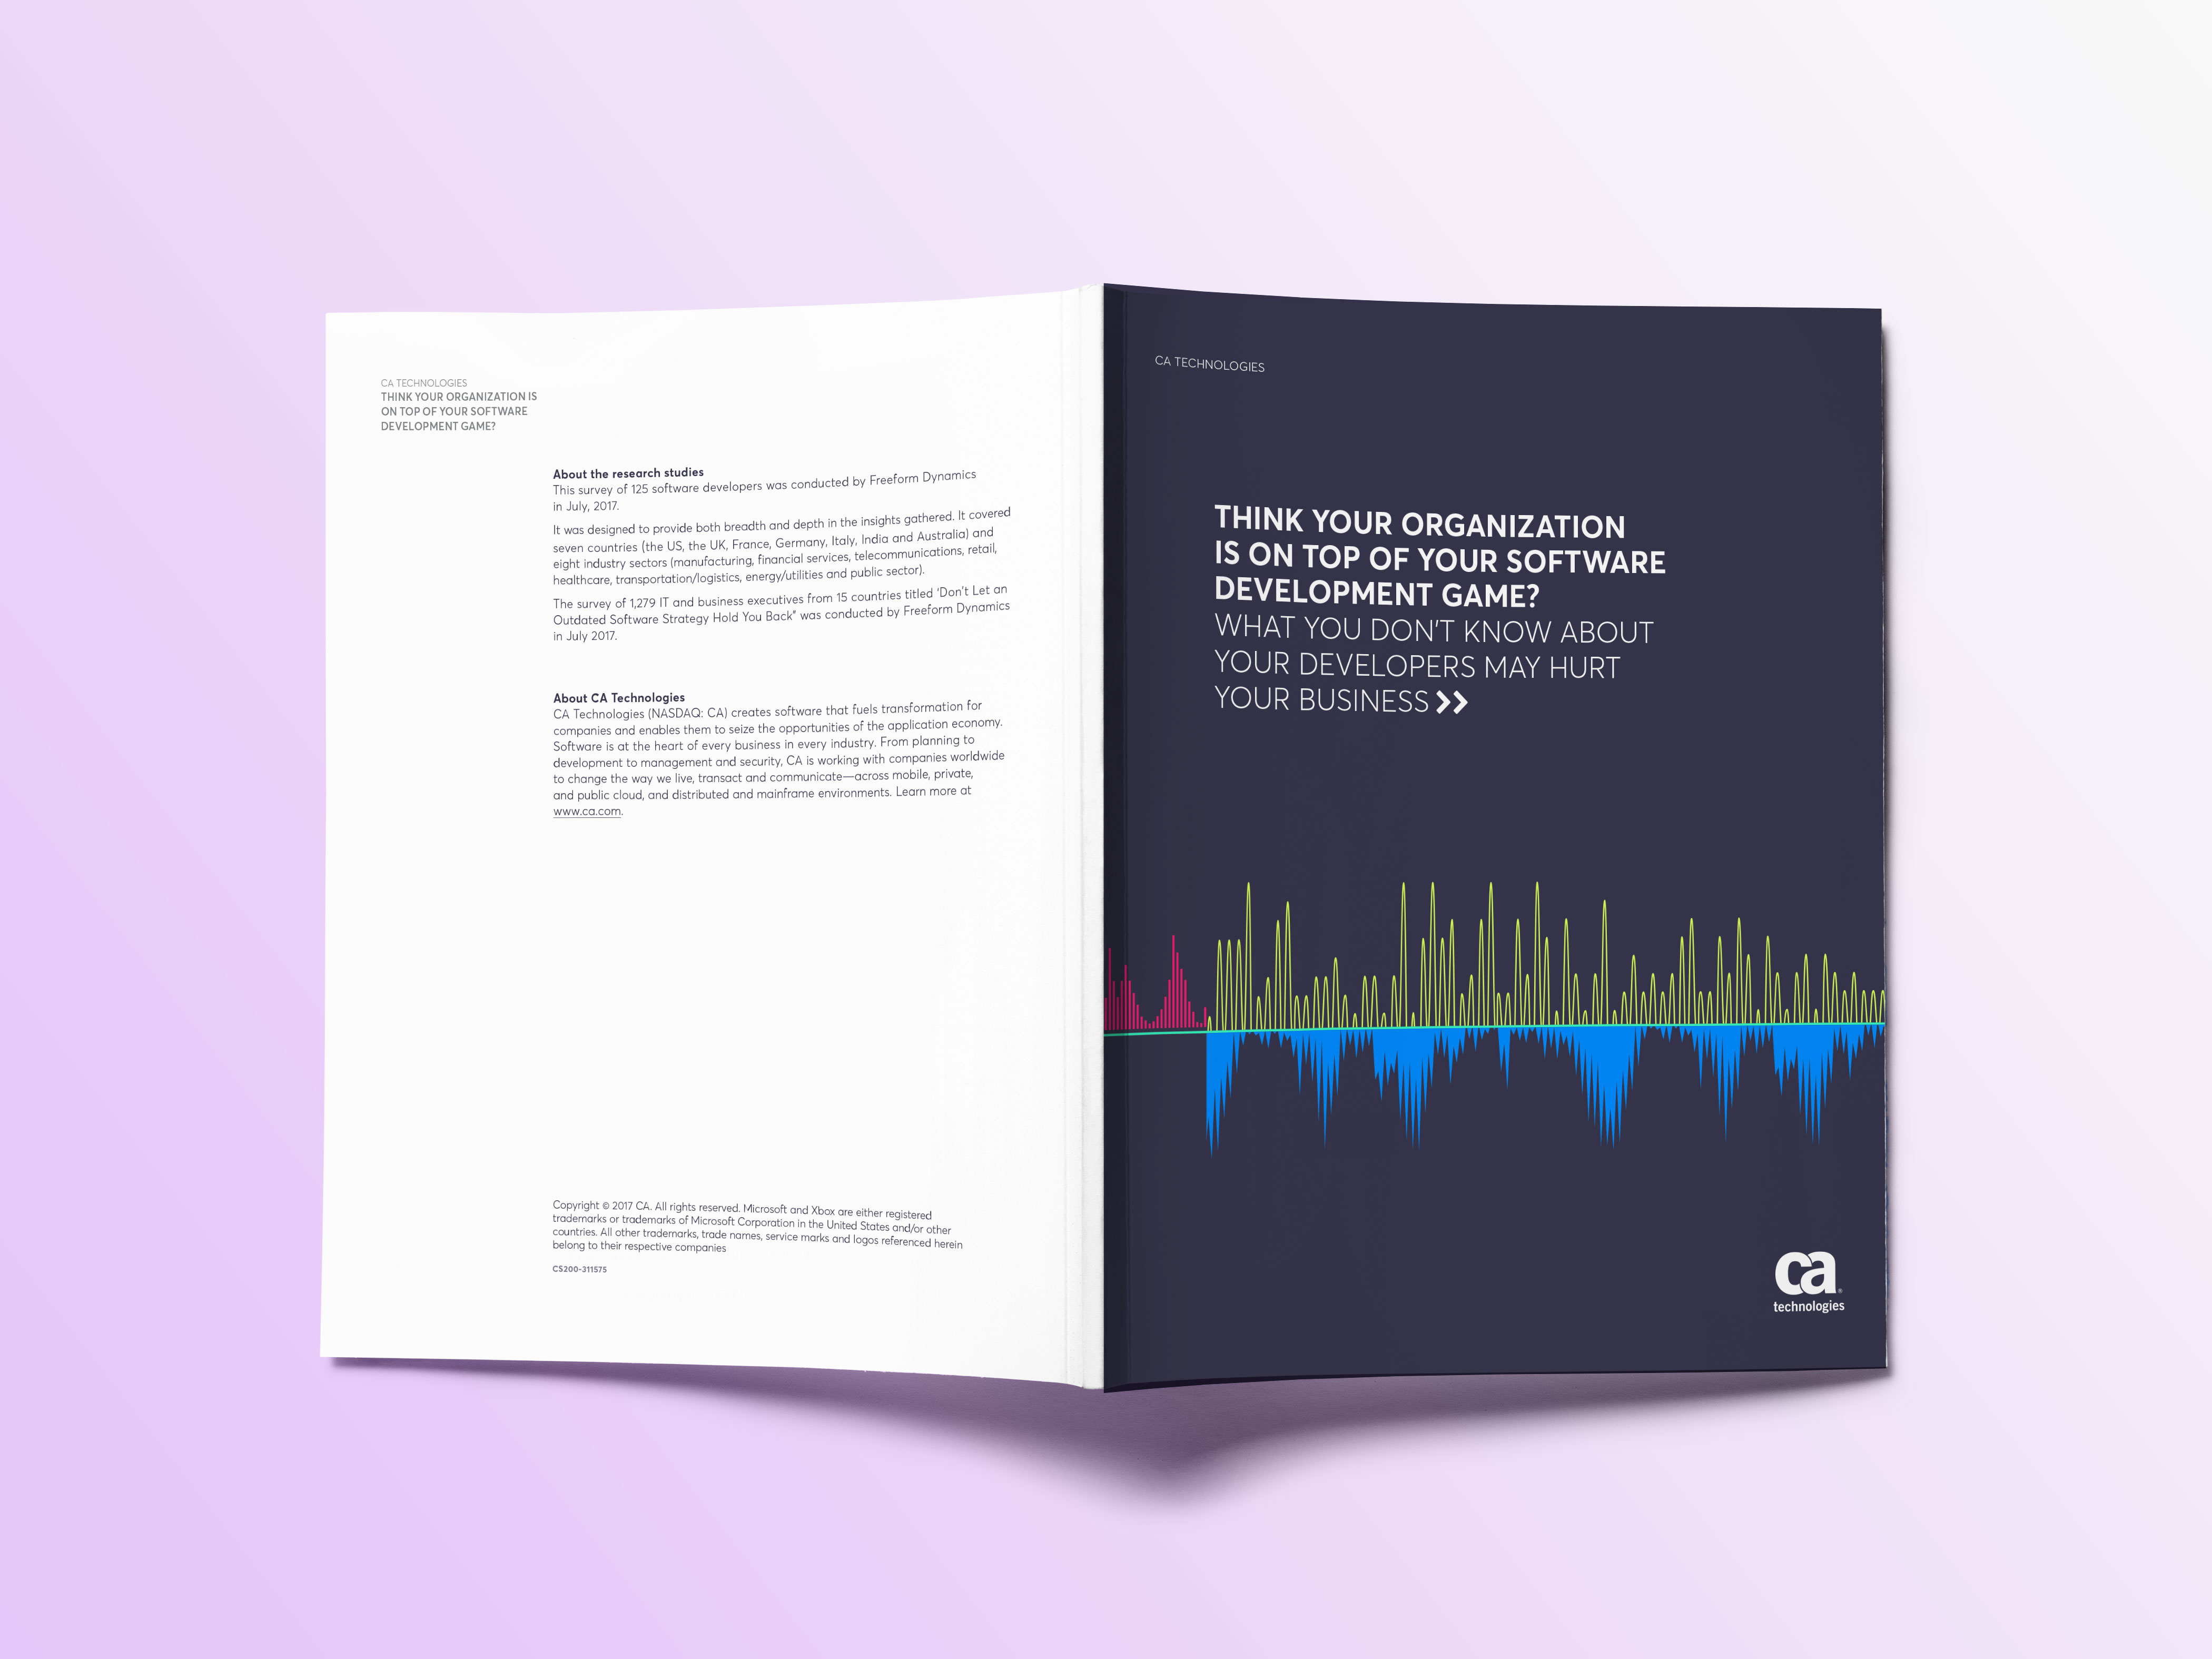 CA TECHNOLOGIES
THINK YOUR ORGANIZATION IS
ON TOP OF YOUR SOFTWARE
DEVELOPMENT GAME?
About the research studies
This survey of 125 software developers was conducted by Freeform Dynamics
in July, 2017.
It was designed to provide both breadth and depth in the insights gathered. It covered
seven countries (the US, the UK, France, Germany, Italy, India and Australia) and
eight industry sectors (manufacturing, financial services, telecommunications, retail,
healthcare, transportation/logistics, energy/utilities and public sector).
The survey of 1,279 IT and business executives from 15 countries titled ‘Don’t Let an
Outdated Software Strategy Hold You Back” was conducted by Freeform Dynamics
in July 2017.
About CA Technologies
CA Technologies (NASDAQ: CA) creates software that fuels transformation for
companies and enables them to seize the opportunities of the application economy.
Software is at the heart of every business in every industry. From planning to
development to management and security, CA is working with companies worldwide
to change the way we live, transact and communicate—across mobile, private,
and public cloud, and distributed and mainframe environments. Learn more at
www.ca.com.
Copyright © 2017 CA. All rights reserved. Microsoft and Xbox are either registered
trademarks or trademarks of Microsoft Corporation in the United States and/or other
countries. All other trademarks, trade names, service marks and logos referenced herein
belong to their respective companies
CS200-311575
CA TECHNOLOGIES
THINK YOUR ORGANIZATION
IS ON TOP OF YOUR SOFTWARE
DEVELOPMENT GAME?
WHAT YOU DON’T KNOW ABOUT
YOUR DEVELOPERS MAY HURT
YOUR BUSINESS
ca®
technologies